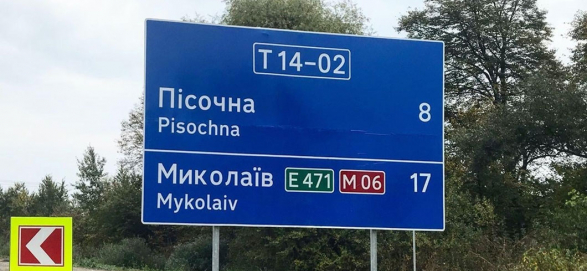 T 14-02
Пісочна 8
Pisochna
Миколаїв E 471 M 06 17
Mykolaiv